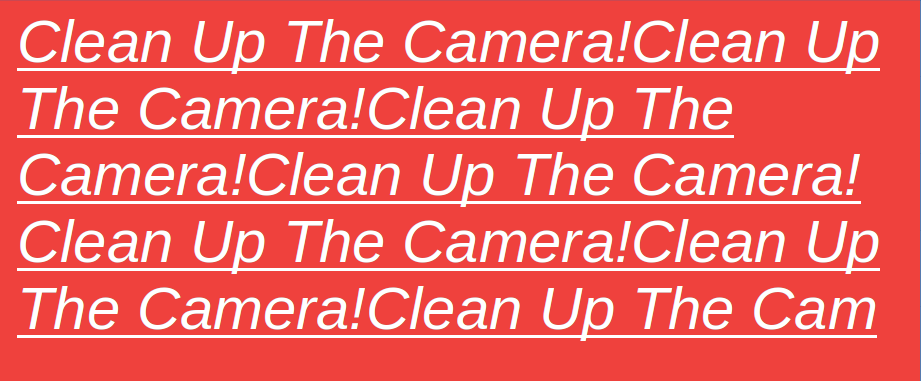 Clean Up The Camera!Clean Up
The Camera!Clean Up The
Camera!Clean Up The Camera!
Clean Up The Camera!Clean Up
The Camera!Clean Up The Cam